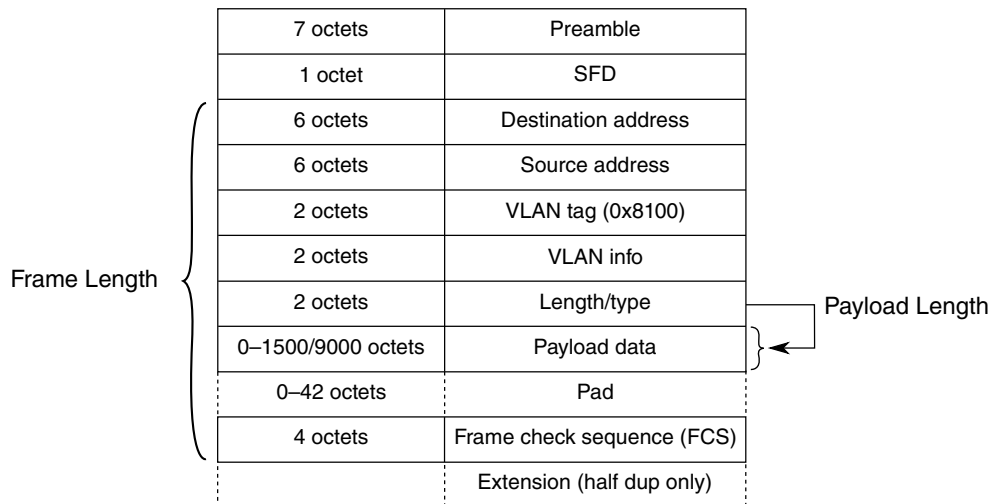 7 octets Preamble
1 octet SFD
6 octets Destination address
6 octets Source address
2 octets VLAN tag (0x8100)
2 octets VLAN info
Frame Length
2 octets Length/type
Payload Length
0–1500/9000 octets Payload data
0–42 octets Pad
4 octets Frame check sequence (FCS)
Extension (half dup only)